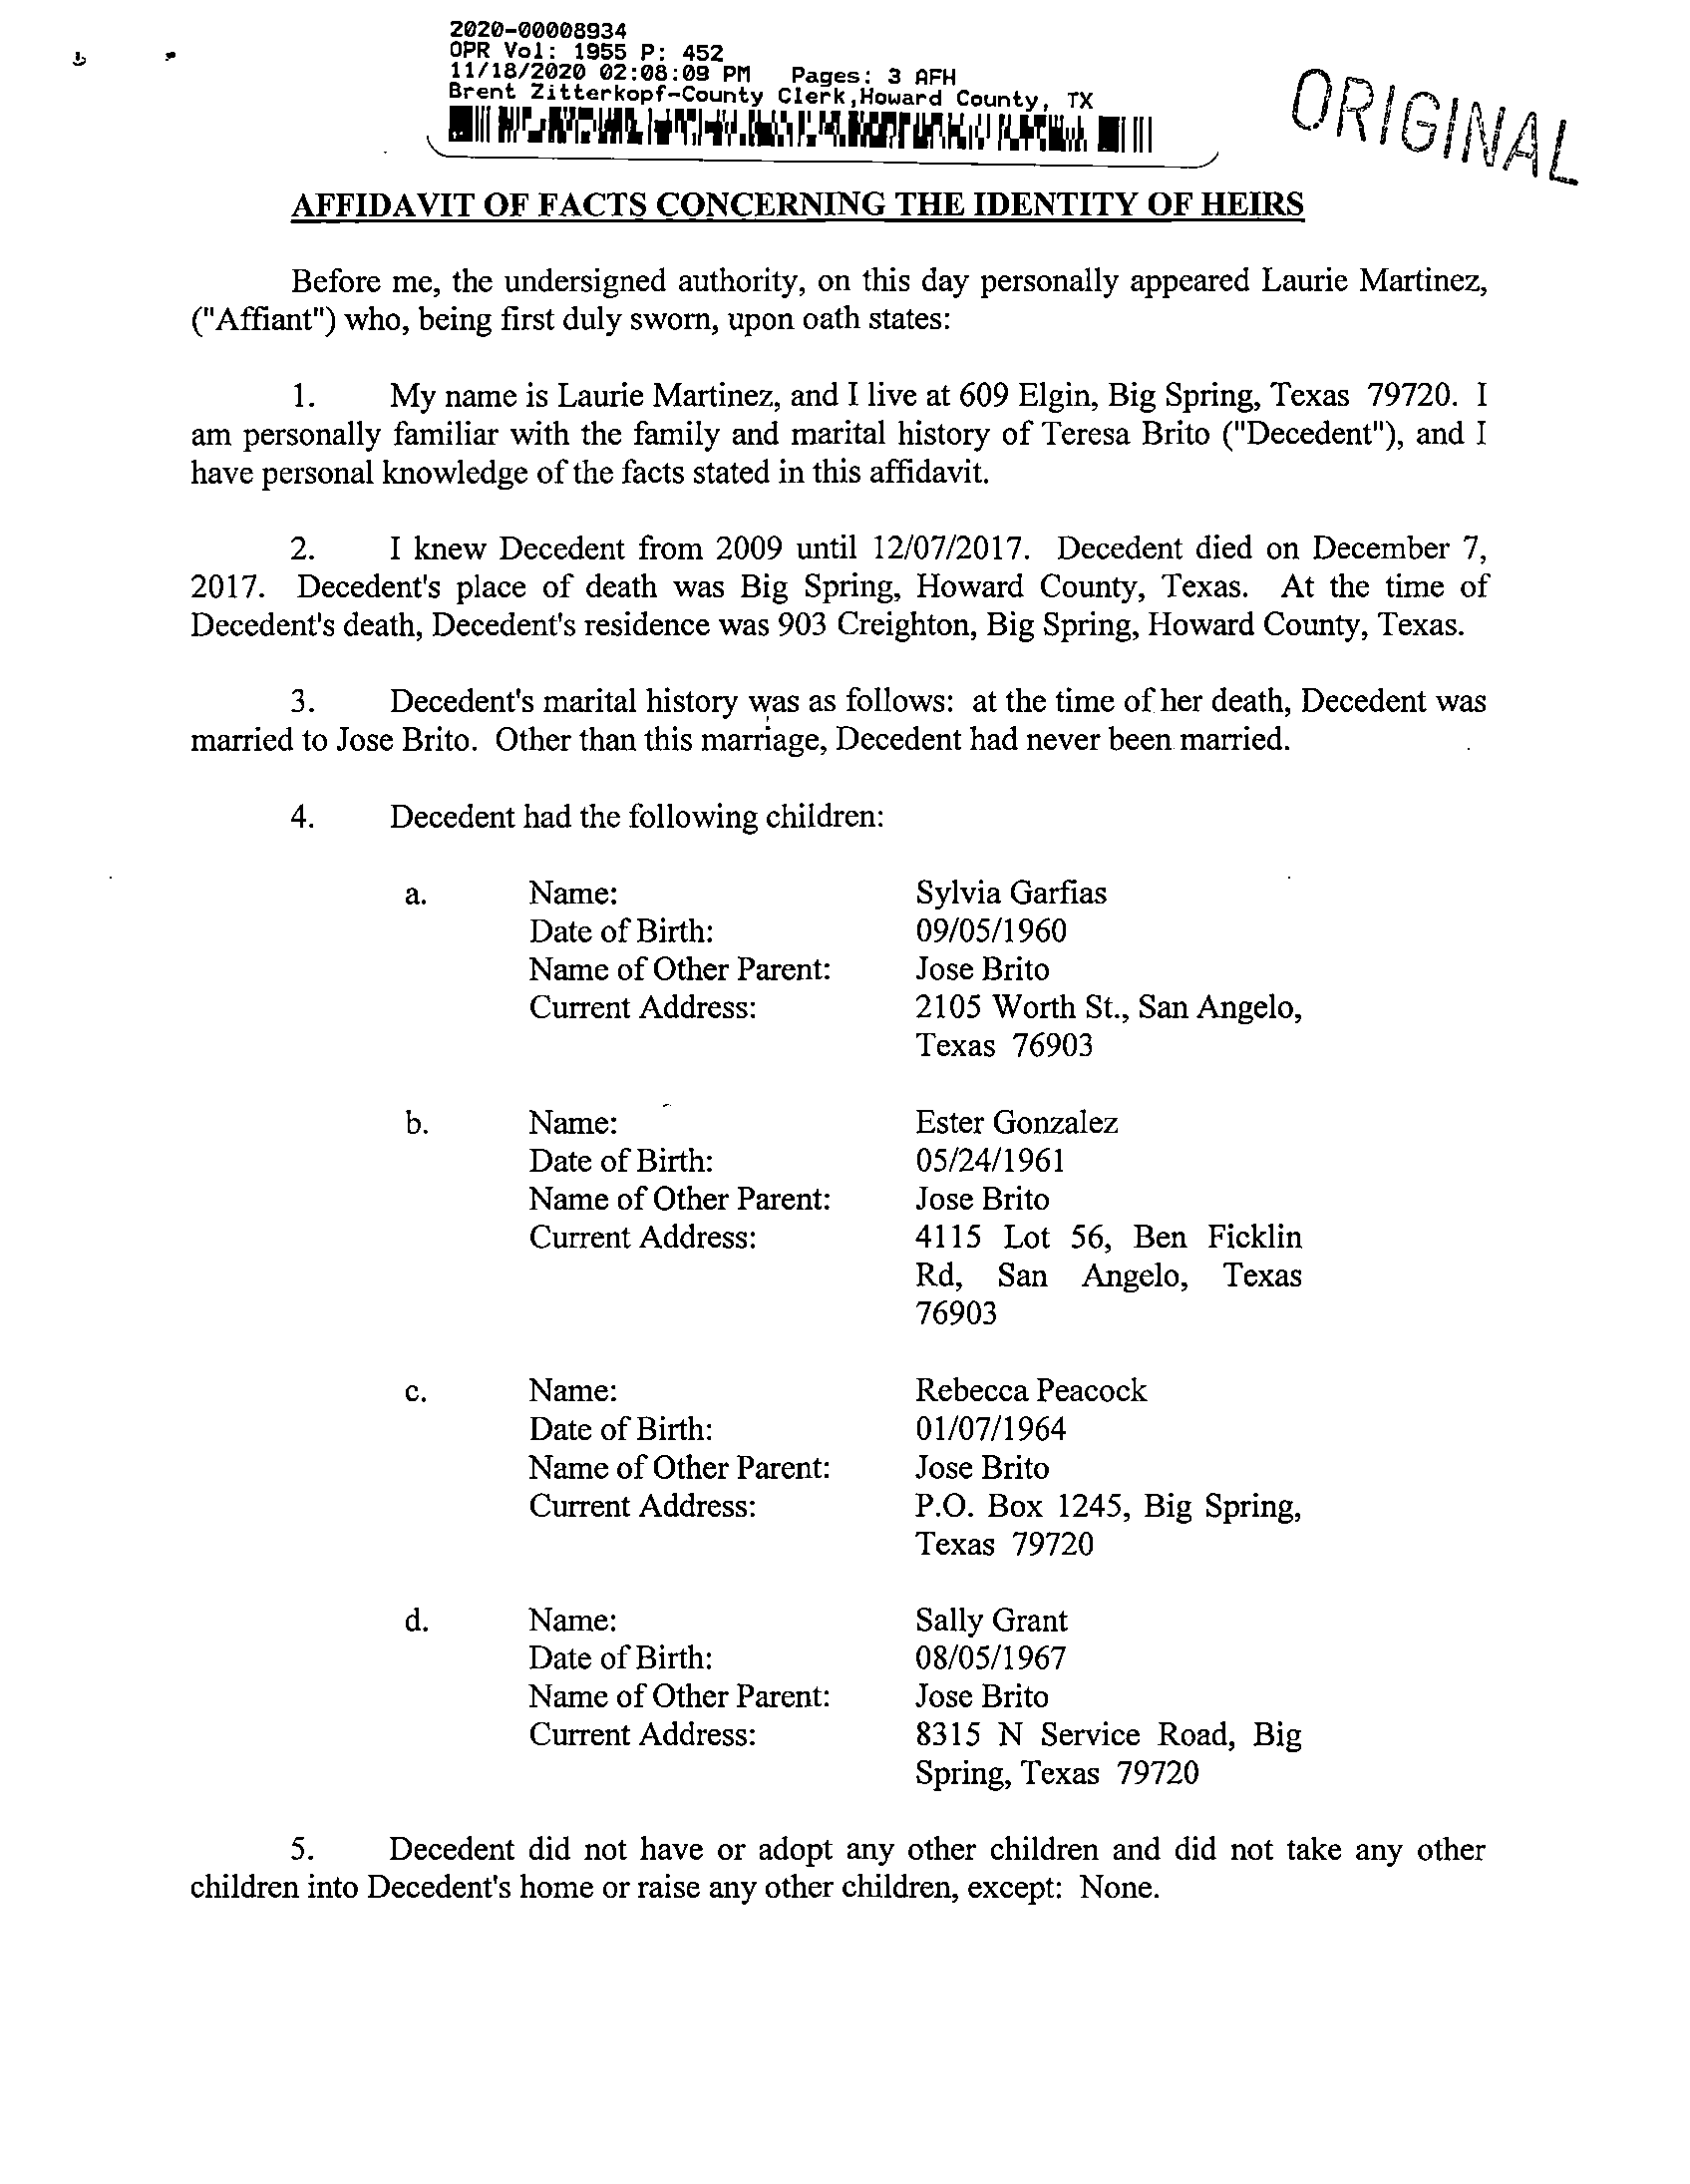 2020-00008934
OPR Vol: 1955 P: 452
11/18/2020 02:08:09 PM Pages: 3 AFH
Brent Zitterkopf-County Clerk,Howard County, TX
ORIGINAL
AFFIDAVIT OF FACTS CONCERNING THE IDENTITY OF HEIRS
Before me, the undersigned authority, on this day personally appeared Laurie Martinez,
("Affiant") who, being first duly sworn, upon oath states:
1. My name is Laurie Martinez, and I live at 609 Elgin, Big Spring, Texas 79720. I
am personally familiar with the family and marital history of Teresa Brito ("Decedent"), and I
have personal knowledge of the facts stated in this affidavit.
2. I knew Decedent from 2009 until 12/07/2017. Decedent died on December 7,
2017. Decedent's place of death was Big Spring, Howard County, Texas. At the time of
Decedent's death, Decedent's residence was 903 Creighton, Big Spring, Howard County, Texas.
3. Decedent's marital history was as follows: at the time of her death, Decedent was
married to Jose Brito. Other than this marriage, Decedent had never been married.
4. Decedent had the following children:
a. Name: Sylvia Garfias
Date of Birth: 09/05/1960
Name of Other Parent: Jose Brito
Current Address: 2105 Worth St., San Angelo,
Texas 76903
b. Name: Ester Gonzalez
Date of Birth: 05/24/1961
Name of Other Parent: Jose Brito
Current Address: 4115 Lot 56, Ben Ficklin
Rd, San Angelo, Texas
76903
c. Name: Rebecca Peacock
Date of Birth: 01/07/1964
Name of Other Parent: Jose Brito
Current Address: P.O. Box 1245, Big Spring,
Texas 79720
d. Name: Sally Grant
Date of Birth: 08/05/1967
Name of Other Parent: Jose Brito
Current Address: 8315 N Service Road, Big
Spring, Texas 79720
5. Decedent did not have or adopt any other children and did not take any other
children into Decedent's home or raise any other children, except: None.